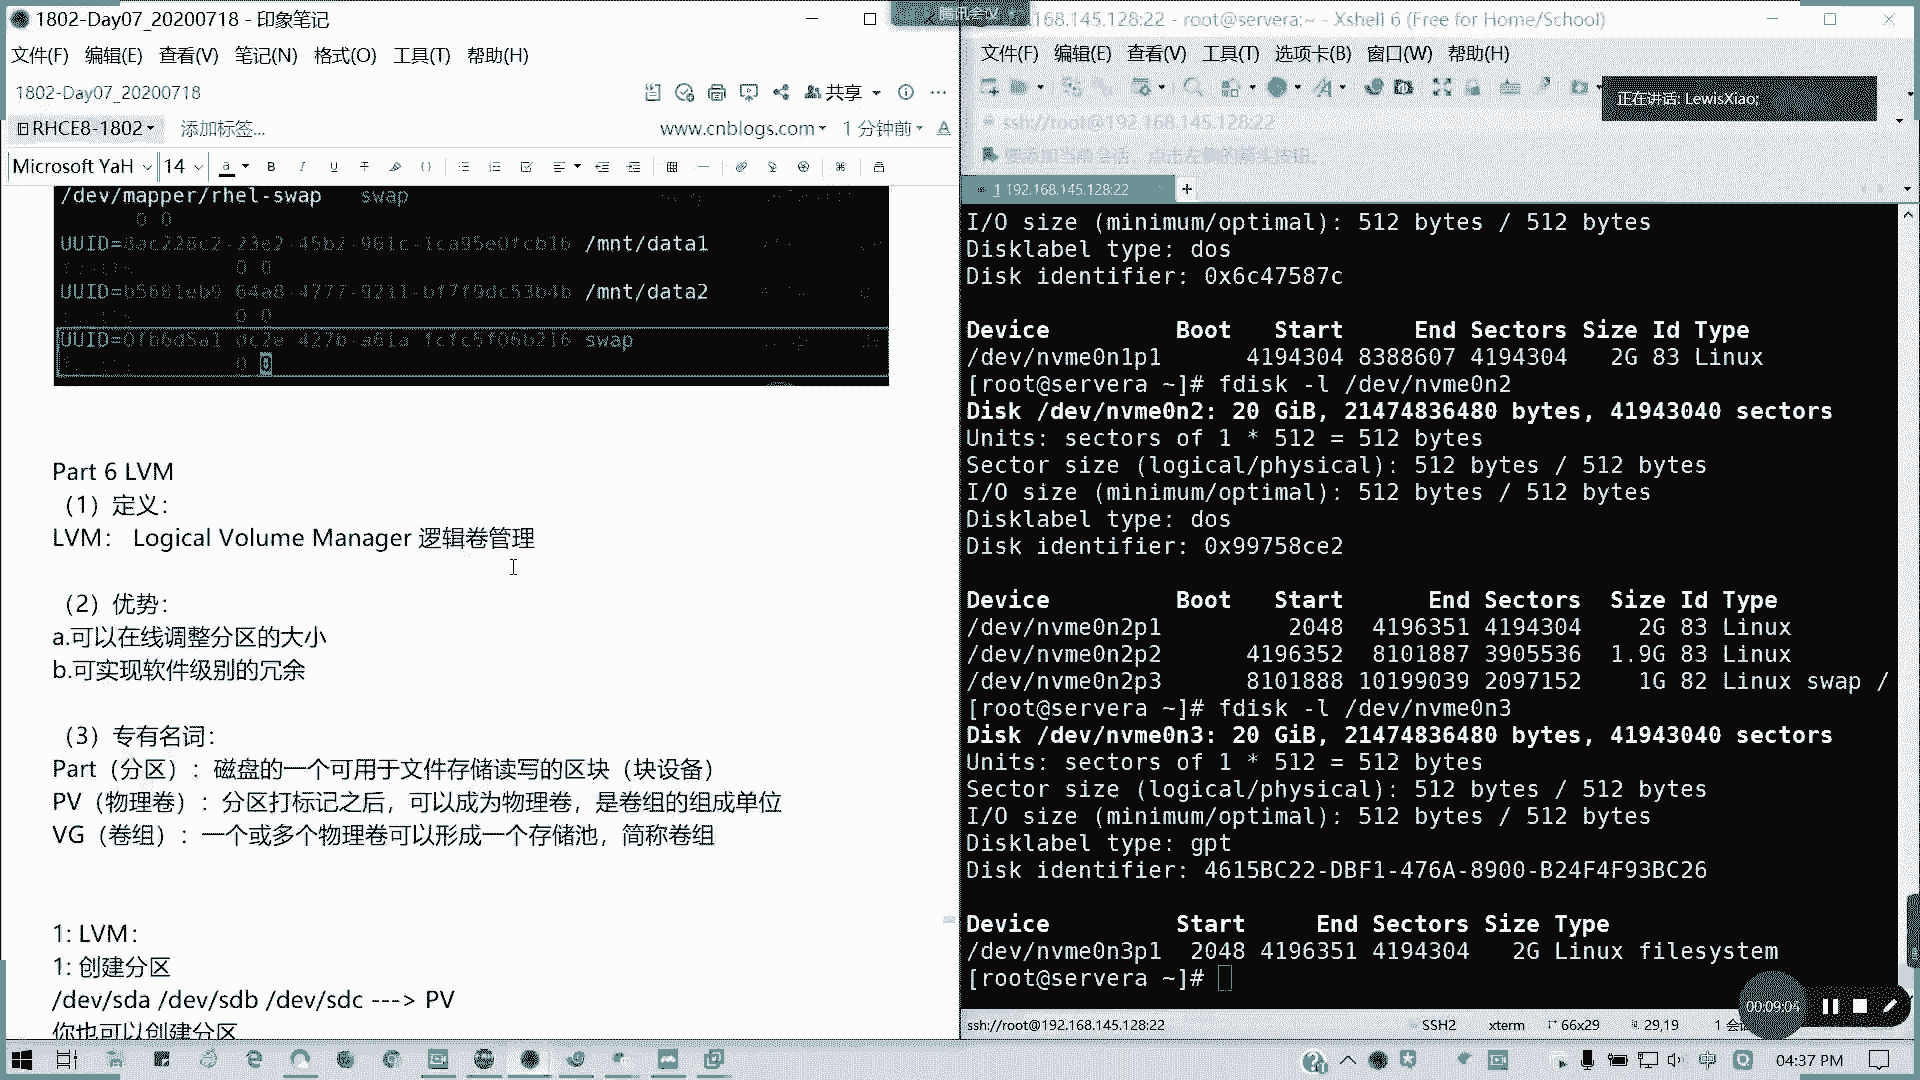 1802-Day07_20200718 - 印象笔记
文件(F) 编辑(E) 查看(V) 笔记(N) 格式(O) 工具(T) 帮助(H)
1802-Day07_20200718
共享
RHCE8-1802 添加标签...
www.cnblogs.com 1 分钟前
Microsoft YaH 14
/dev/mapper/rhel-swap swap
0 0
/mnt/data1
0 0
/mnt/data2
0 0
swap
0 0
Part 6 LVM
（1）定义：
LVM： Logical Volume Manager 逻辑卷管理
（2）优势：
a.可以在线调整分区的大小
b.可实现软件级别的冗余
（3）专有名词：
Part（分区）：磁盘的一个可用于文件存储读写的区块（块设备）
PV（物理卷）：分区打标记之后，可以成为物理卷，是卷组的组成单位
VG（卷组）：一个或多个物理卷可以形成一个存储池，简称卷组
1: LVM：
1: 创建分区
/dev/sda /dev/sdb /dev/sdc ---> PV
你也可以创建分区
腾讯会议
168.145.128:22 - root@servera:~ - Xshell 6 (Free for Home/School)
文件(F) 编辑(E) 查看(V) 工具(T) 选项卡(B) 窗口(W) 帮助(H)
正在讲话: LewisXiao;
ssh://root@192.168.145.128:22
要添加当前会话，点击左侧的箭头按钮。
1 192.168.145.128:22
I/O size (minimum/optimal): 512 bytes / 512 bytes
Disklabel type: dos
Disk identifier: 0x6c47587c
Device Boot Start End Sectors Size Id Type
/dev/nvme0n1p1 4194304 8388607 4194304 2G 83 Linux
[root@servera ~]# fdisk -l /dev/nvme0n2
Disk /dev/nvme0n2: 20 GiB, 21474836480 bytes, 41943040 sectors
Units: sectors of 1 * 512 = 512 bytes
Sector size (logical/physical): 512 bytes / 512 bytes
I/O size (minimum/optimal): 512 bytes / 512 bytes
Disklabel type: dos
Disk identifier: 0x99758ce2
Device Boot Start End Sectors Size Id Type
/dev/nvme0n2p1 2048 4196351 4194304 2G 83 Linux
/dev/nvme0n2p2 4196352 8101887 3905536 1.9G 83 Linux
/dev/nvme0n2p3 8101888 10199039 2097152 1G 82 Linux swap /
[root@servera ~]# fdisk -l /dev/nvme0n3
Disk /dev/nvme0n3: 20 GiB, 21474836480 bytes, 41943040 sectors
Units: sectors of 1 * 512 = 512 bytes
Sector size (logical/physical): 512 bytes / 512 bytes
I/O size (minimum/optimal): 512 bytes / 512 bytes
Disklabel type: gpt
Disk identifier: 4615BC22-DBF1-476A-8900-B24F4F93BC26
Device Start End Sectors Size Type
/dev/nvme0n3p1 2048 4196351 4194304 2G Linux filesystem
[root@servera ~]#
00:09:04
ssh://root@192.168.145.128:22 SSH2 xterm 66x29 29,19 1
中 04:37 PM